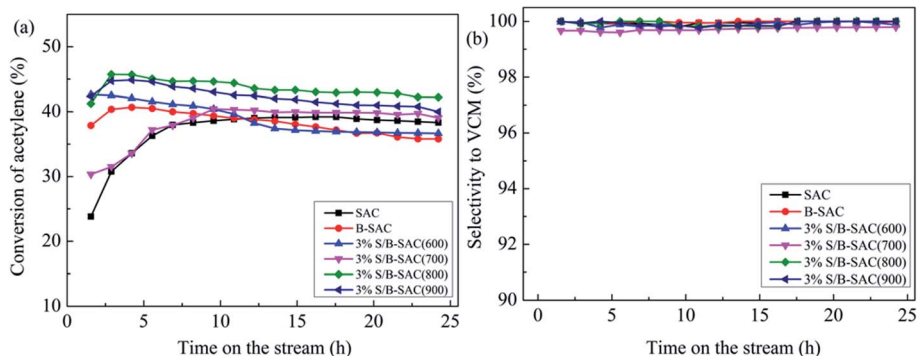 (a)
Conversion of acetylene (%)
60
50
40
30
20
10
0
5
10
15
20
25
Time on the stream (h)
SAC
B-SAC
3% S/B-SAC(600)
3% S/B-SAC(700)
3% S/B-SAC(800)
3% S/B-SAC(900)
(b)
Selectivity to VCM (%)
100
98
96
94
92
90
0
5
10
15
20
25
Time on the stream (h)
SAC
B-SAC
3% S/B-SAC(600)
3% S/B-SAC(700)
3% S/B-SAC(800)
3% S/B-SAC(900)